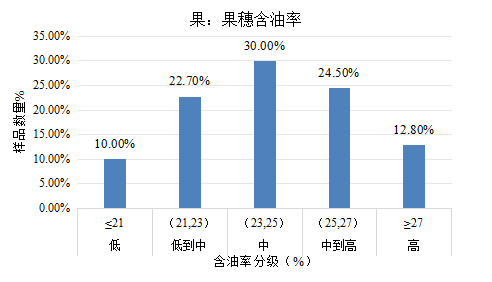 果：果穗含油率
样品数量%
35.00%
30.00%
25.00%
20.00%
15.00%
10.00%
5.00%
0.00%
10.00%
22.70%
30.00%
24.50%
12.80%
≤21 （21,23） （23,25） （25,27） ≥27
低 低到中 中 中到高 高
含油率分级（%）